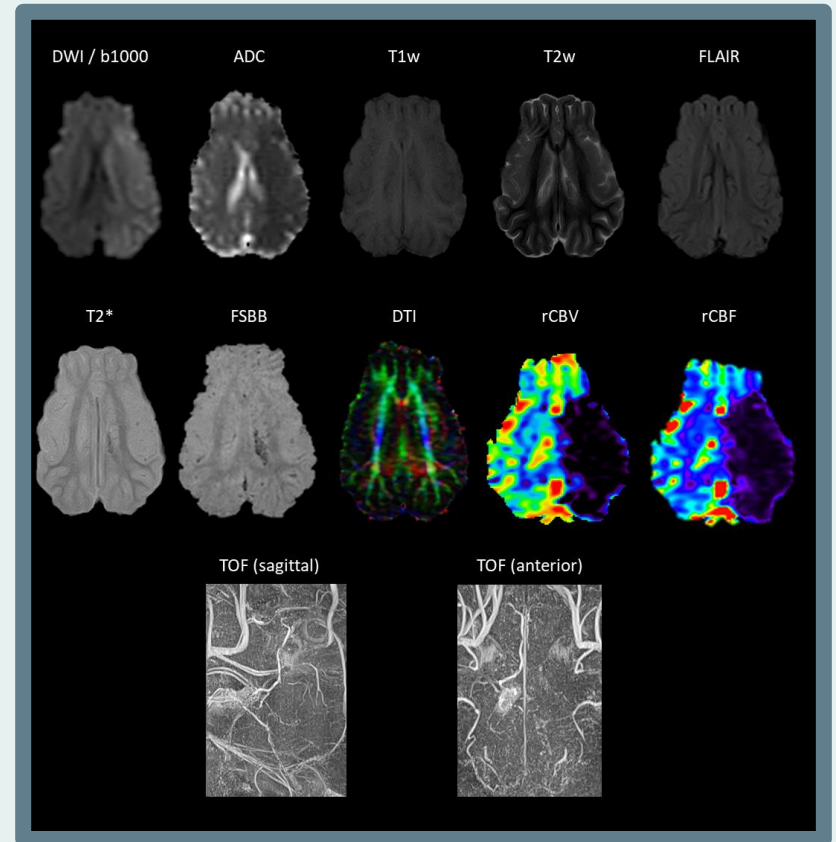 DWI / b1000 ADC T1w T2w FLAIR
T2* FSBB DTI rCBV rCBF
TOF (sagittal) TOF (anterior)